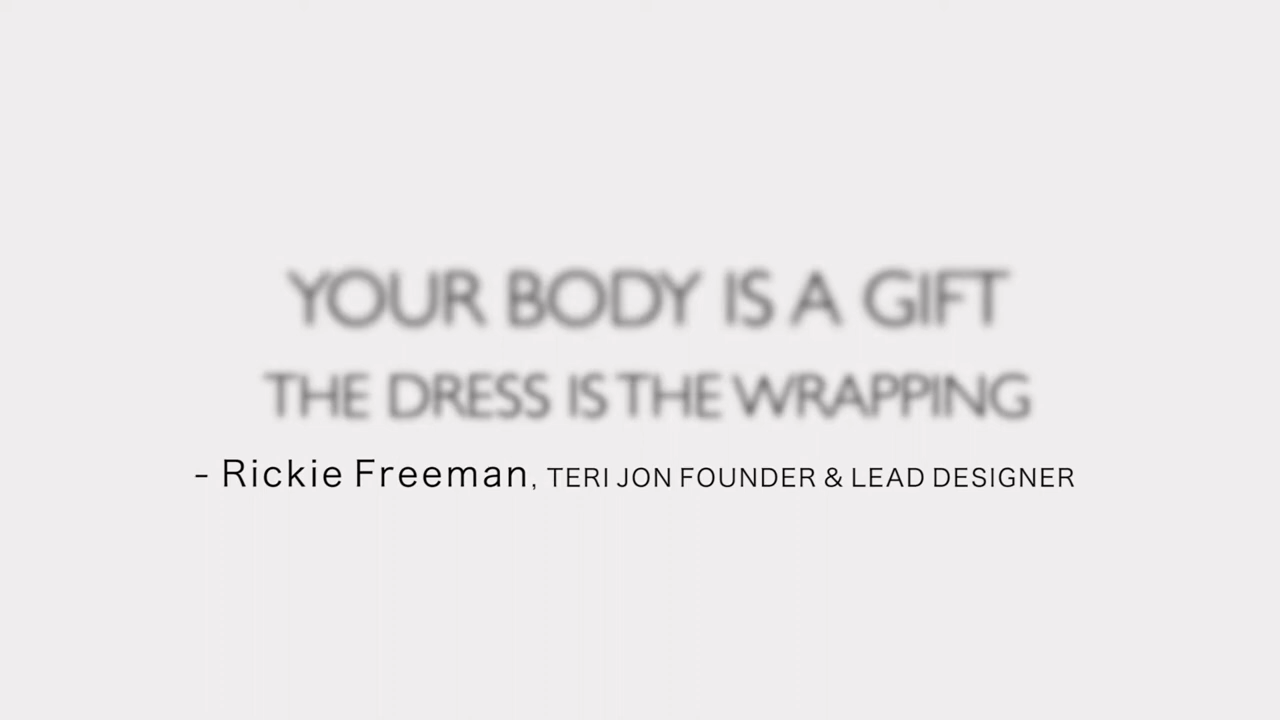 YOUR BODY IS A GIFT
THE DRESS IS THE WRAPPING
– Rickie Freeman, TERI JON FOUNDER & LEAD DESIGNER